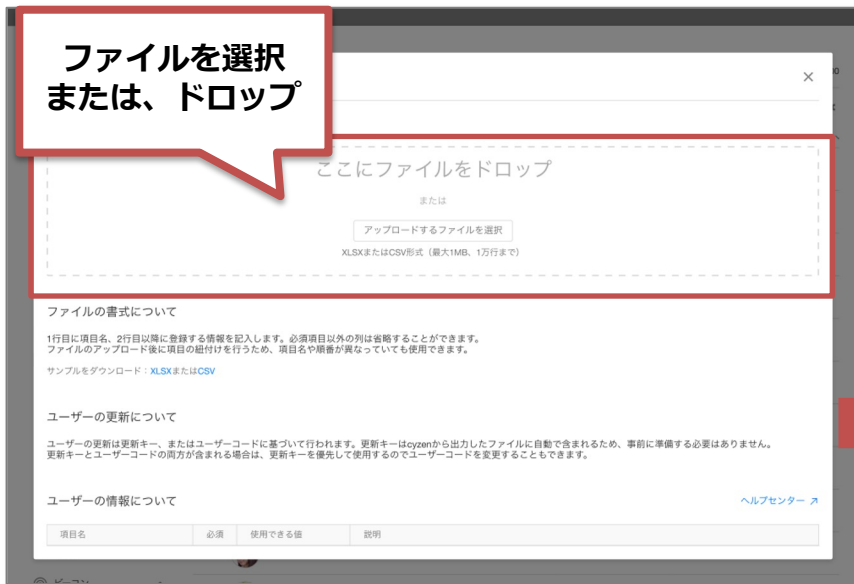 ファイルを選択
または、ドロップ
ここにファイルをドロップ
または
アップロードするファイルを選択
XLSXまたはCSV形式（最大1MB、1万行まで）
ファイルの書式について
1行目に項目名、2行目以降に登録する情報を記入します。必須項目以外の列は省略することができます。
ファイルのアップロード後に項目の紐付けを行うため、項目名や順番が異なっていても使用できます。
サンプルをダウンロード：XLSXまたはCSV
ユーザーの更新について
ユーザーの更新は更新キー、またはユーザーコードに基づいて行われます。更新キーはcyzenから出力したファイルに自動で含まれるため、事前に準備する必要はありません。
更新キーとユーザーコードの両方が含まれる場合は、更新キーを優先して使用するのでユーザーコードを変更することもできます。
ユーザーの情報について
ヘルプセンター
項目名 必須 使用できる値 説明